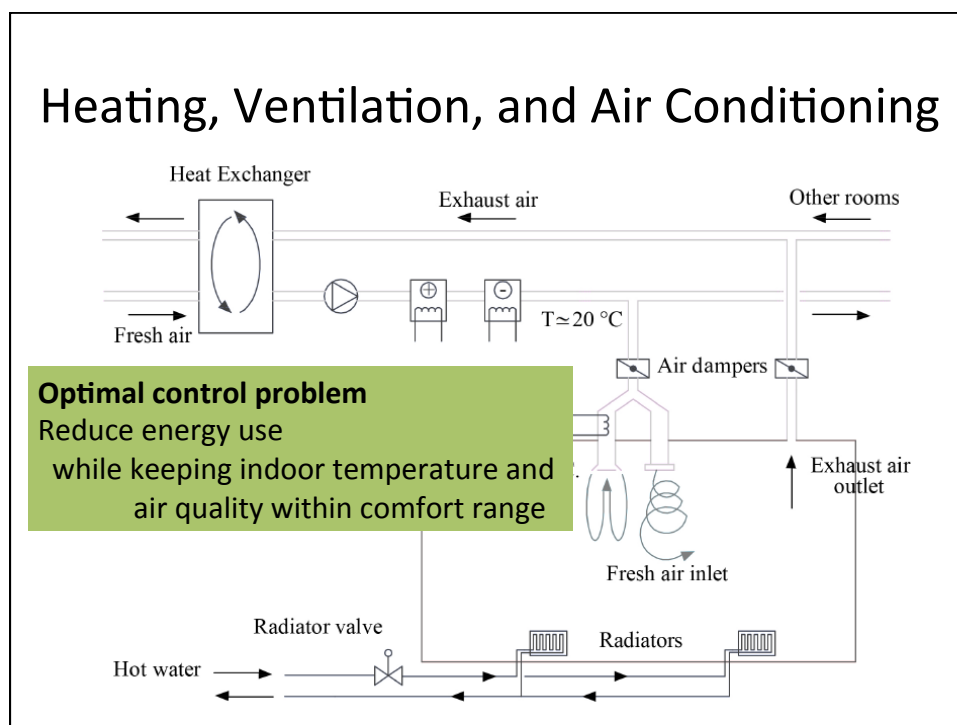 Heating, Ventilation, and Air Conditioning
Heat Exchanger
Exhaust air
Other rooms
+
-
T≃20 °C
Fresh air
Air dampers
Optimal control problem
Reduce energy use
while keeping indoor temperature and
air quality within comfort range
Exhaust air
outlet
Fresh air inlet
Radiator valve
Radiators
Hot water